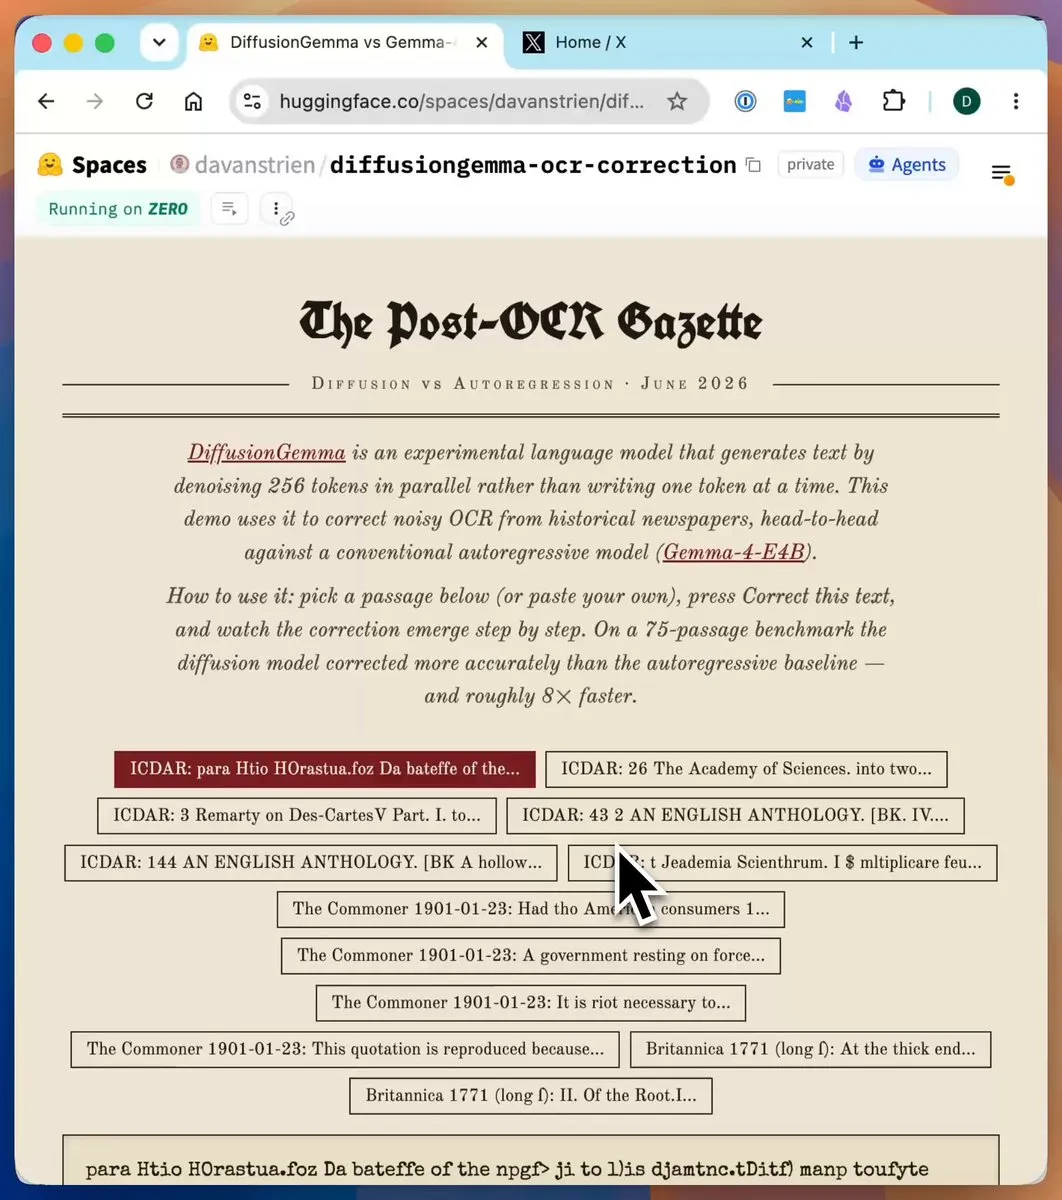 DiffusionGemma vs Gemma-
Home / X
huggingface.co/spaces/davanstrien/dif...
D
Spaces davanstrien/diffusiongemma-ocr-correction private Agents
Running on ZERO
The Post-OCR Gazette
Diffusion vs Autoregression · June 2026
DiffusionGemma is an experimental language model that generates text by
denoising 256 tokens in parallel rather than writing one token at a time. This
demo uses it to correct noisy OCR from historical newspapers, head-to-head
against a conventional autoregressive model (Gemma-4-E4B).
How to use it: pick a passage below (or paste your own), press Correct this text,
and watch the correction emerge step by step. On a 75-passage benchmark the
diffusion model corrected more accurately than the autoregressive baseline —
and roughly 8× faster.
ICDAR: para Htio HOrastua.foz Da bateffe of the...
ICDAR: 26 The Academy of Sciences. into two...
ICDAR: 3 Remarty on Des-CartesV Part. I. to...
ICDAR: 43 2 AN ENGLISH ANTHOLOGY. [BK. IV....
ICDAR: 144 AN ENGLISH ANTHOLOGY. [BK A hollow...
ICDAR: t Jeademia Scienthrum. I $ mltiplicare feu...
The Commoner 1901-01-23: Had tho American consumers 1...
The Commoner 1901-01-23: A government resting on force...
The Commoner 1901-01-23: It is riot necessary to...
The Commoner 1901-01-23: This quotation is reproduced because...
Britannica 1771 (long ſ): At the thick end...
Britannica 1771 (long ſ): II. Of the Root.I...
para Htio HOrastua.foz Da bateffe of the npgf> ji to l)is djamtnc.tDitf) manp toufyte